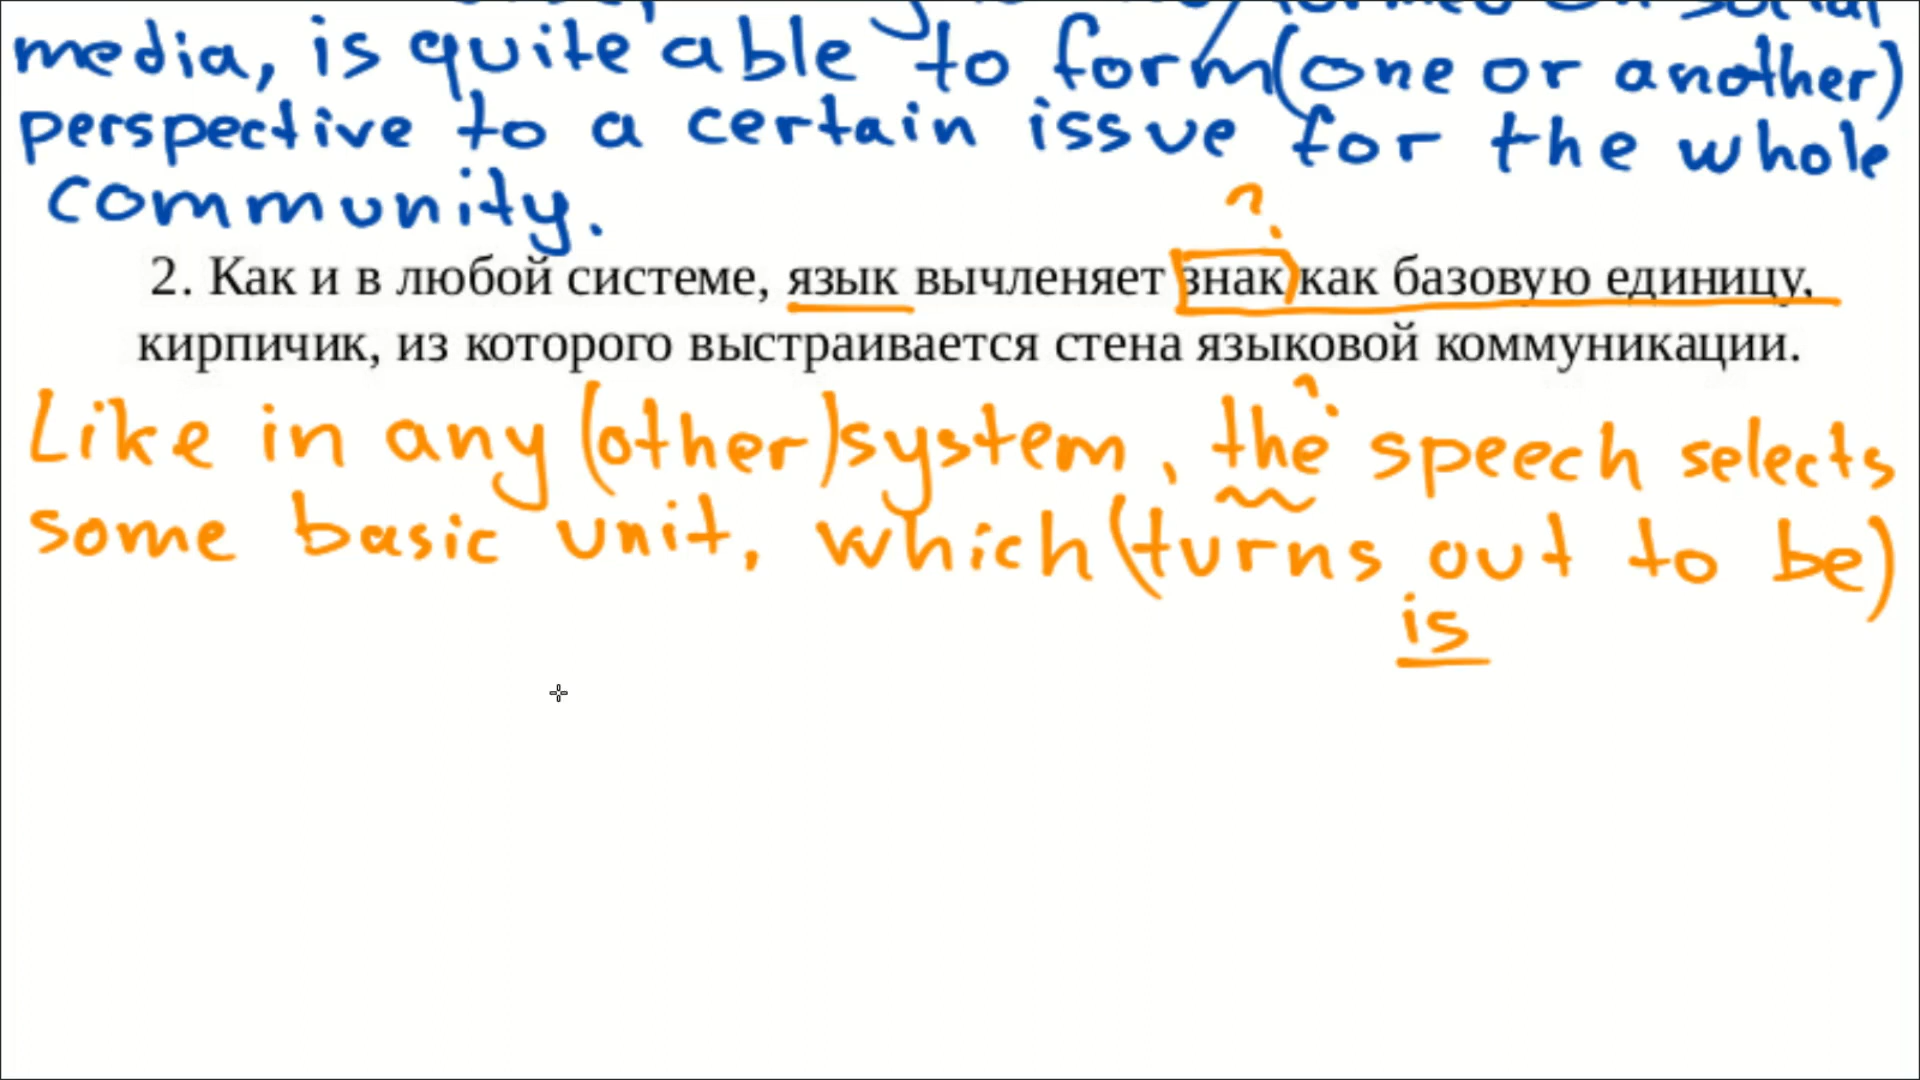 social
media, is quite able to form (one or another)
perspective to a certain issue for the whole
community.
?
2. Как и в любой системе, язык вычленяет знак как базовую единицу,
кирпичик, из которого выстраивается стена языковой коммуникации.
?
Like in any (other) system, the speech selects
some basic unit, which (turns out to be)
is